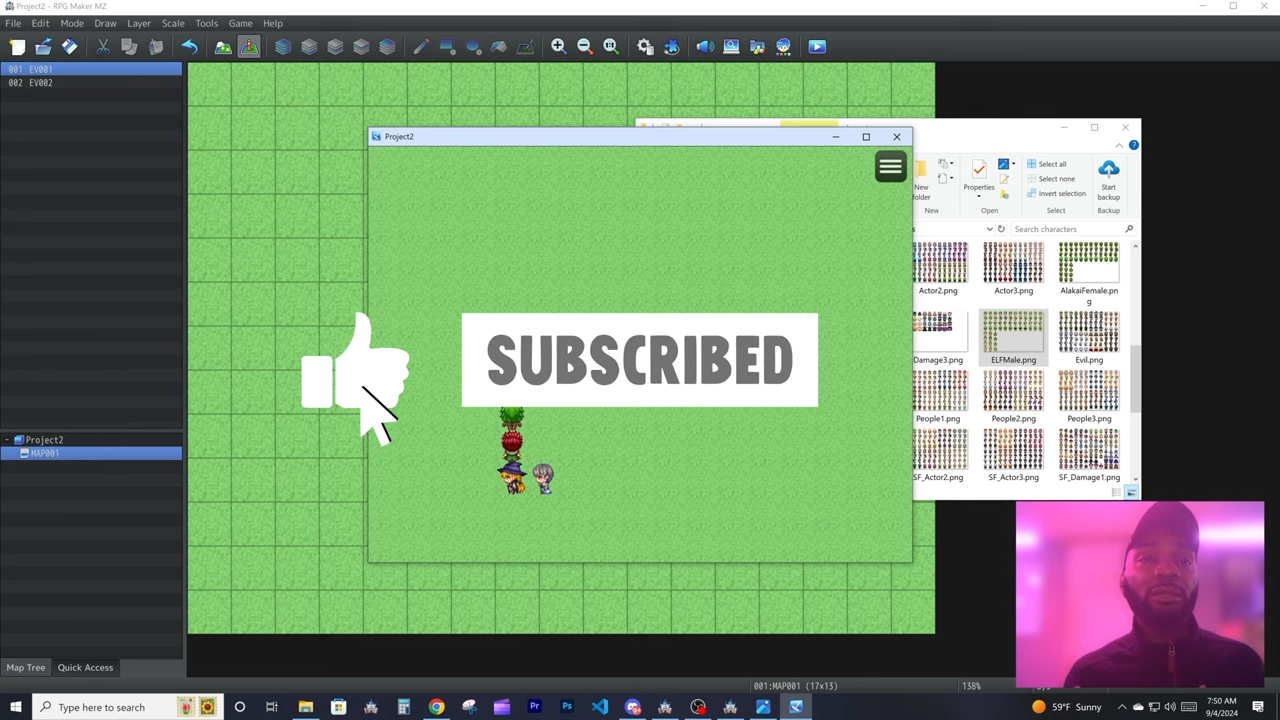 Project2 - RPG Maker MZ
File Edit Mode Draw Layer Scale Tools Game Help
001 EV001
002 EV002
Project2
New folder
New
Properties
Open
Select all
Select none
Invert selection
Select
Start backup
Backup
Search characters
Actor2.png
Actor3.png
AlakaiFemale.png
Damage3.png
ELFMale.png
Evil.png
People1.png
People2.png
People3.png
SF_Actor2.png
SF_Actor3.png
SF_Damage1.png
SUBSCRIBED
Project2
MAP001
Map Tree Quick Access
001:MAP001 (17x13)
138%
Type here to search
59°F Sunny
7:50 AM
9/4/2024